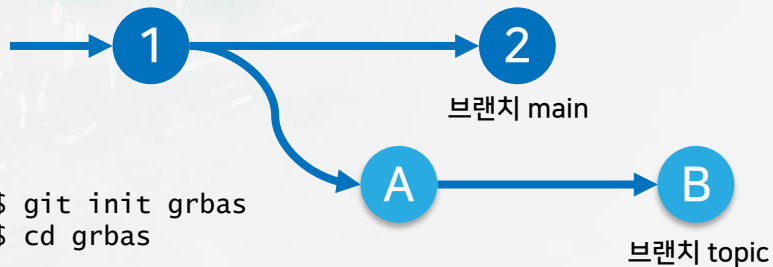 1
2
브랜치 main
A
B
브랜치 topic
$ git init grbas
$ cd grbas